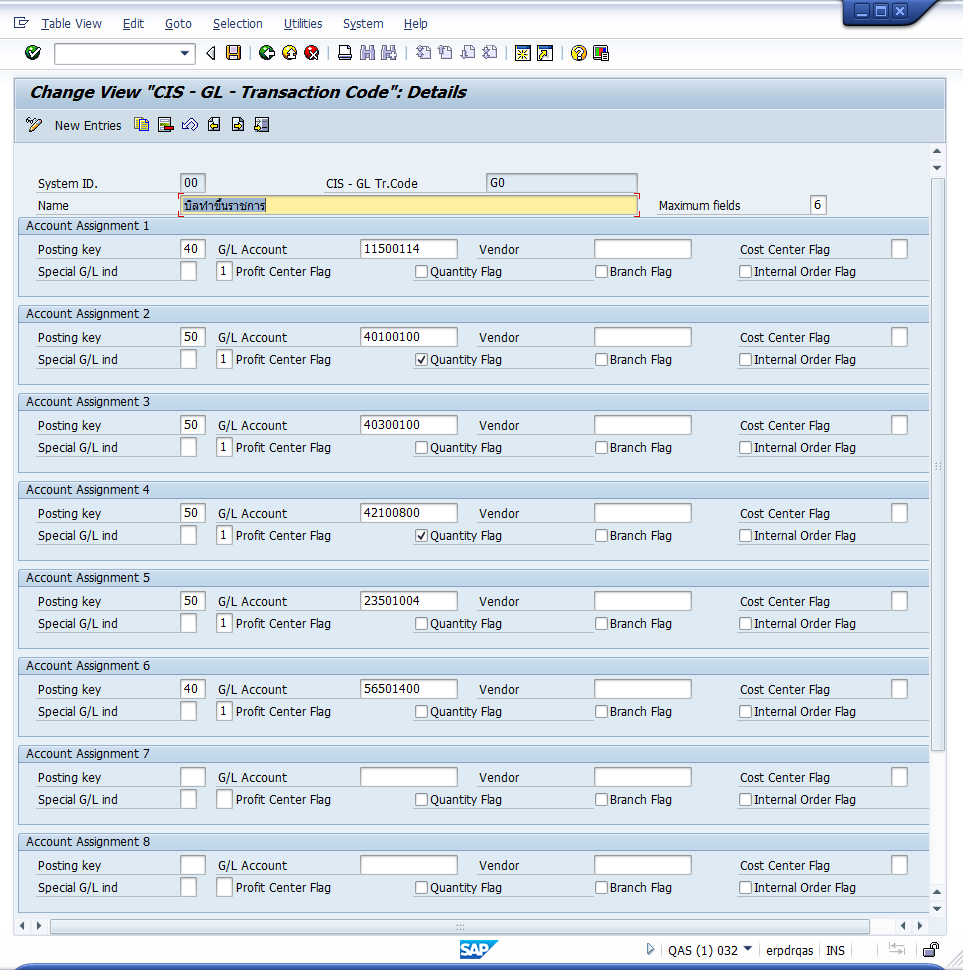 Table View Edit Goto Selection Utilities System Help
Change View "CIS - GL - Transaction Code": Details
New Entries
System ID. 00 CIS - GL Tr.Code G0
Name บิลทำขึ้นราชการ Maximum fields 6
Account Assignment 1
Posting key 40 G/L Account 11500114 Vendor Cost Center Flag
Special G/L ind 1 Profit Center Flag Quantity Flag Branch Flag Internal Order Flag
Account Assignment 2
Posting key 50 G/L Account 40100100 Vendor Cost Center Flag
Special G/L ind 1 Profit Center Flag Quantity Flag Branch Flag Internal Order Flag
Account Assignment 3
Posting key 50 G/L Account 40300100 Vendor Cost Center Flag
Special G/L ind 1 Profit Center Flag Quantity Flag Branch Flag Internal Order Flag
Account Assignment 4
Posting key 50 G/L Account 42100800 Vendor Cost Center Flag
Special G/L ind 1 Profit Center Flag Quantity Flag Branch Flag Internal Order Flag
Account Assignment 5
Posting key 50 G/L Account 23501004 Vendor Cost Center Flag
Special G/L ind 1 Profit Center Flag Quantity Flag Branch Flag Internal Order Flag
Account Assignment 6
Posting key 40 G/L Account 56501400 Vendor Cost Center Flag
Special G/L ind 1 Profit Center Flag Quantity Flag Branch Flag Internal Order Flag
Account Assignment 7
Posting key G/L Account Vendor Cost Center Flag
Special G/L ind Profit Center Flag Quantity Flag Branch Flag Internal Order Flag
Account Assignment 8
Posting key G/L Account Vendor Cost Center Flag
Special G/L ind Profit Center Flag Quantity Flag Branch Flag Internal Order Flag
SAP QAS (1) 032 erpdrqas INS